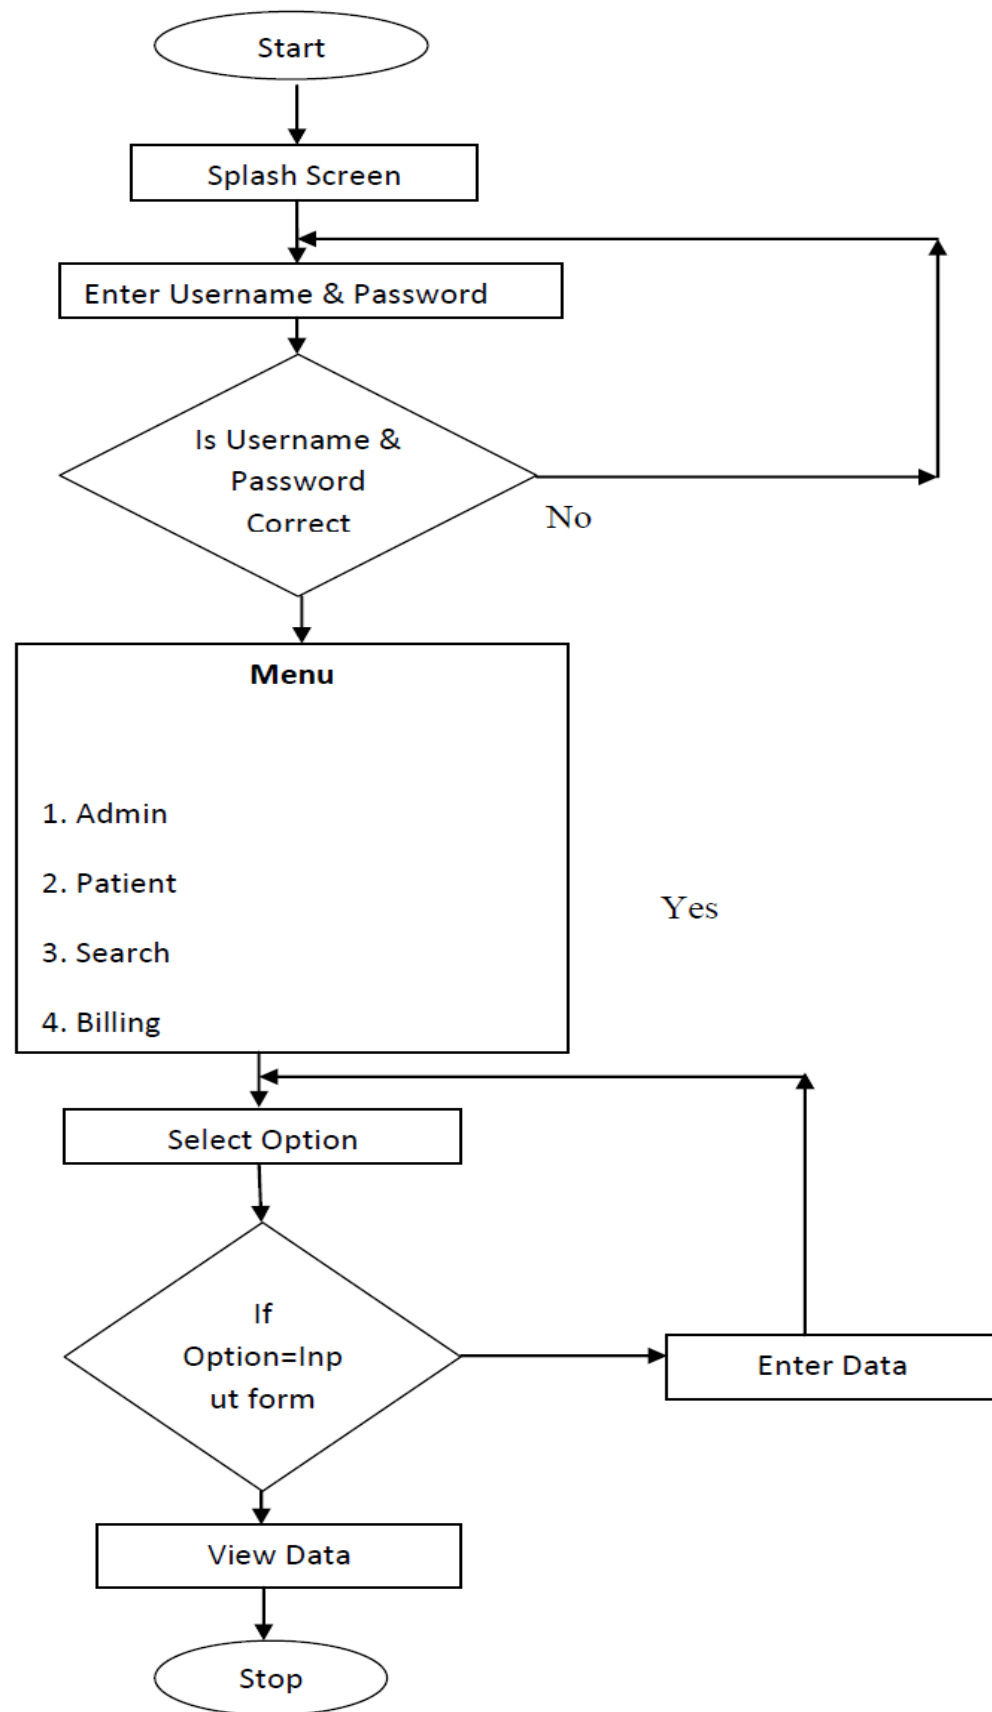 Start
Splash Screen
Enter Username & Password
Is Username &
Password
Correct
No
Menu
1. Admin
2. Patient
3. Search
Yes
4. Billing
Select Option
If
Option=Inp
ut form
Enter Data
View Data
Stop